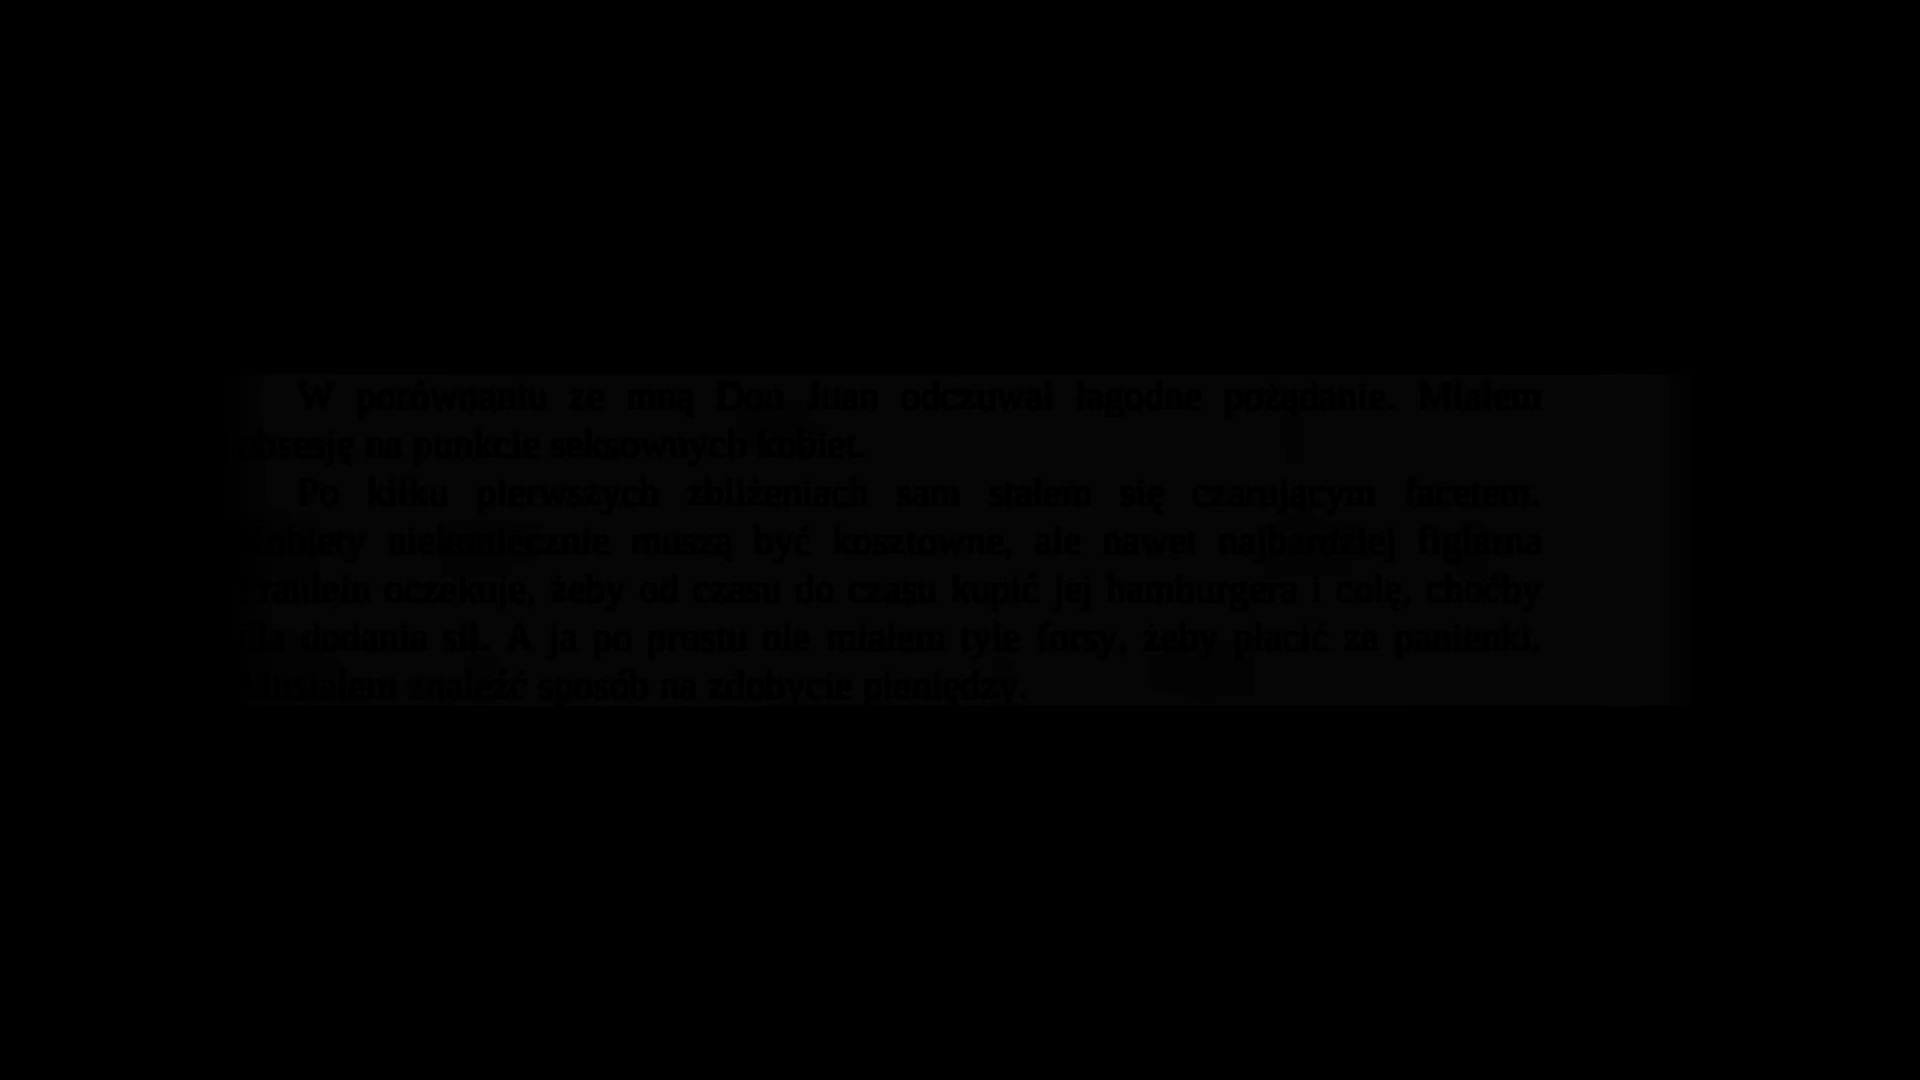 W porównaniu ze mną Don Juan odczuwał łagodne pożądanie. Miałem
obsesję na punkcie seksownych kobiet.
Po kilku pierwszych zbliżeniach sam stałem się czarującym facetem.
Kobiety niekoniecznie muszą być kosztowne, ale nawet najbardziej figlarna
Fraulein oczekuje, żeby od czasu do czasu kupić jej hamburgera i colę, choćby
dla dodania sił. A ja po prostu nie miałem tyle forsy, żeby płacić za panienki.
Musiałem znaleźć sposób na zdobycie pieniędzy.